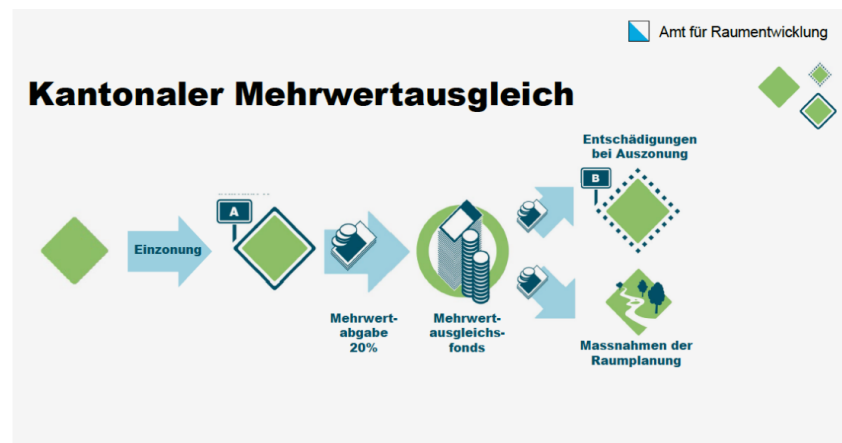 Amt für Raumentwicklung
Kantonaler Mehrwertausgleich
Entschädigungen
bei Auszonung
B
A
Einzonung
Mehrwert-
abgabe
20%
Mehrwert-
ausgleichs-
fonds
Massnahmen der
Raumplanung